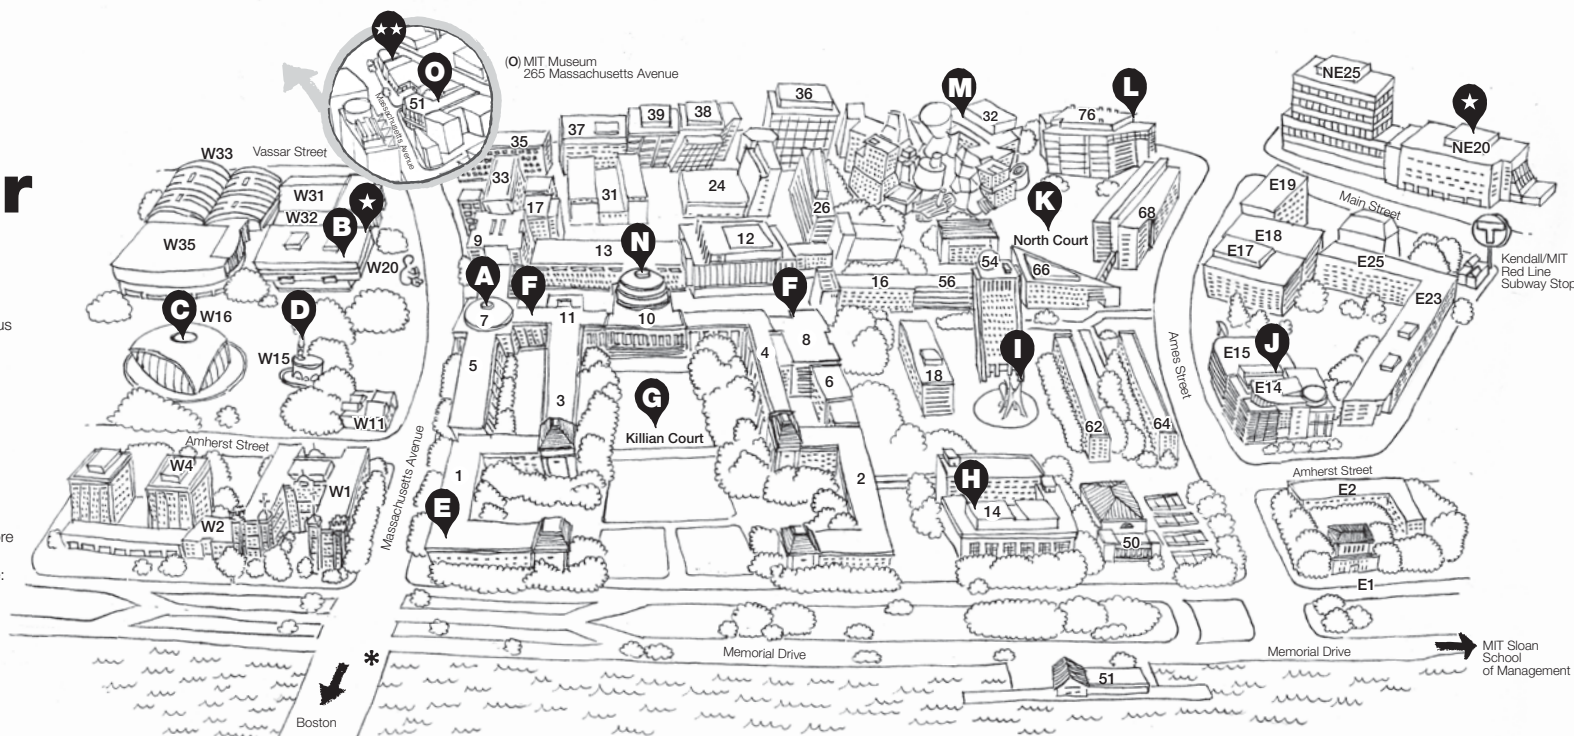 r
us
ore
:
★★
O
51
Massachusetts Avenue
Massachusetts Avenue
(O) MIT Museum
265 Massachusetts Avenue
Vassar Street
W33
W31
W32
★
B
W35
W20
C
W16
D
W15
W11
Amherst Street
W4
W1
W2
Massachusetts Avenue
35
37
39
38
36
33
31
17
24
26
9
13
N
12
A
F
7
11
10
F
8
5
4
6
3
G
Killian Court
1
2
E
M
32
L
76
K
North Court
68
54
66
16
56
18
I
62
64
H
14
50
Ames Street
NE25
★
NE20
E19
Main Street
E18
E17
E25
T
Kendall/MIT
Red Line
Subway Stop
E23
E15
J
E14
Amherst Street
E2
E1
Memorial Drive
Memorial Drive
MIT Sloan
School
of Management
51
*
Boston